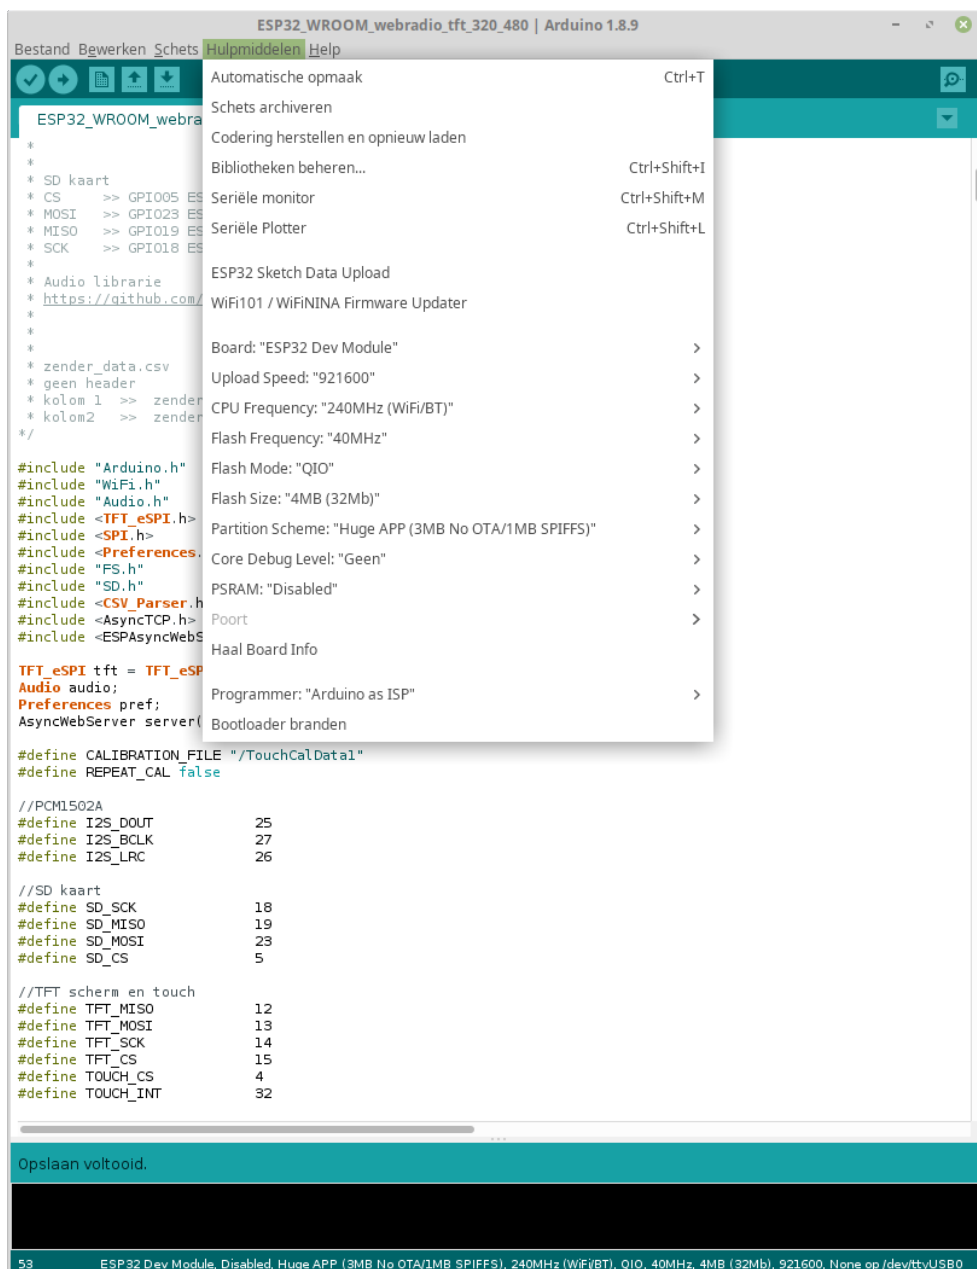 ESP32_WROOM_webradio_tft_320_480 | Arduino 1.8.9
Bestand Bewerken Schets Hulpmiddelen Help
ESP32_WROOM_webra
Automatische opmaak Ctrl+T
Schets archiveren
Codering herstellen en opnieuw laden
Bibliotheken beheren... Ctrl+Shift+I
Seriële monitor Ctrl+Shift+M
Seriële Plotter Ctrl+Shift+L
ESP32 Sketch Data Upload
WiFi101 / WiFiNINA Firmware Updater
Board: "ESP32 Dev Module"
Upload Speed: "921600"
CPU Frequency: "240MHz (WiFi/BT)"
Flash Frequency: "40MHz"
Flash Mode: "QIO"
Flash Size: "4MB (32Mb)"
Partition Scheme: "Huge APP (3MB No OTA/1MB SPIFFS)"
Core Debug Level: "Geen"
PSRAM: "Disabled"
Poort
Haal Board Info
Programmer: "Arduino as ISP"
Bootloader branden
*
*
* SD kaart
* CS >> GPIO05 ES
* MOSI >> GPIO23 ES
* MISO >> GPIO19 ES
* SCK >> GPIO18 ES
*
* Audio librarie
* https://github.com/
*
*
*
* zender_data.csv
* geen header
* kolom 1 >> zender
* kolom2 >> zender
*/
#include "Arduino.h"
#include "WiFi.h"
#include "Audio.h"
#include <TFT_eSPI.h>
#include <SPI.h>
#include <Preferences.
#include "FS.h"
#include "SD.h"
#include <CSV_Parser.h
#include <AsyncTCP.h>
#include <ESPAsyncWebS
TFT_eSPI tft = TFT_eSP
Audio audio;
Preferences pref;
AsyncWebServer server(
#define CALIBRATION_FILE "/TouchCalData1"
#define REPEAT_CAL false
//PCM1502A
#define I2S_DOUT 25
#define I2S_BCLK 27
#define I2S_LRC 26
//SD kaart
#define SD_SCK 18
#define SD_MISO 19
#define SD_MOSI 23
#define SD_CS 5
//TFT scherm en touch
#define TFT_MISO 12
#define TFT_MOSI 13
#define TFT_SCK 14
#define TFT_CS 15
#define TOUCH_CS 4
#define TOUCH_INT 32
Opslaan voltooid.
53 ESP32 Dev Module, Disabled, Huge APP (3MB No OTA/1MB SPIFFS), 240MHz (WiFi/BT), QIO, 40MHz, 4MB (32Mb), 921600, None op /dev/ttyUSB0